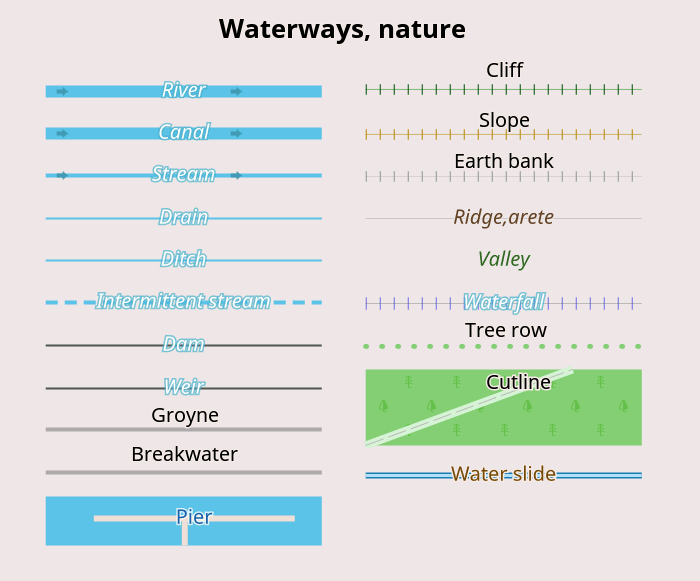 Waterways, nature
River
Canal
Stream
Drain
Ditch
Intermittent stream
Dam
Weir
Groyne
Breakwater
Pier
Cliff
Slope
Earth bank
Ridge,arete
Valley
Waterfall
Tree row
Cutline
Water slide